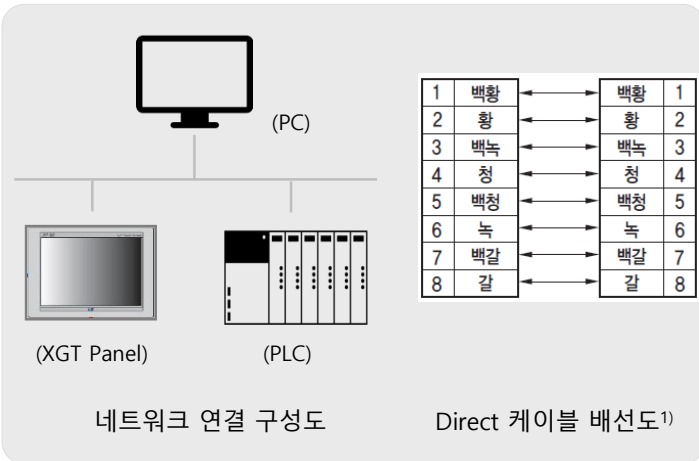 (PC)
(XGT Panel)
(PLC)
네트워크 연결 구성도
1 백황 백황 1
2 황 황 2
3 백녹 백녹 3
4 청 청 4
5 백청 백청 5
6 녹 녹 6
7 백갈 백갈 7
8 갈 갈 8
Direct 케이블 배선도1)